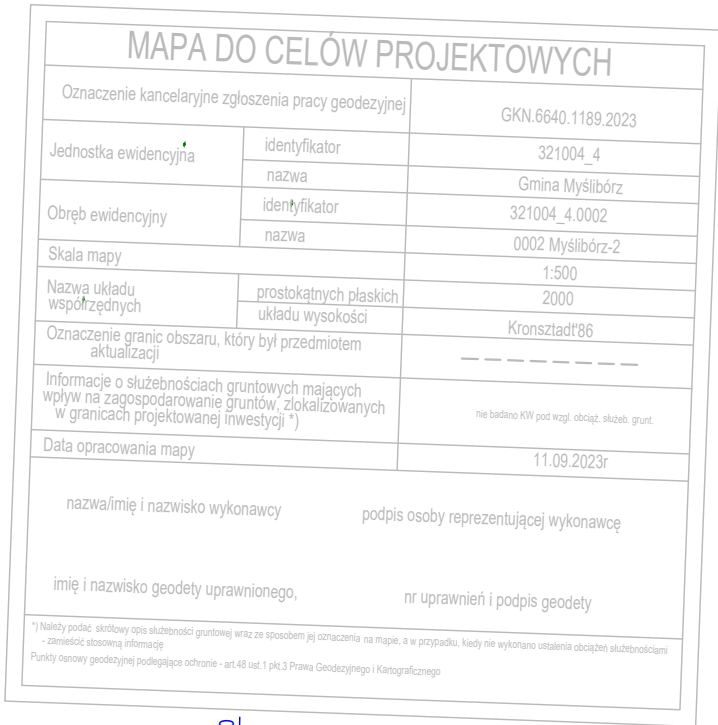 MAPA DO CELÓW PROJEKTOWYCH
Oznaczenie kancelaryjne zgłoszenia pracy geodezyjnej
GKN.6640.1189.2023
Jednostka ewidencyjna
identyfikator
321004_4
nazwa
Gmina Myślibórz
Obręb ewidencyjny
identyfikator
321004_4.0002
nazwa
0002 Myślibórz-2
Skala mapy
1:500
Nazwa układu
współrzędnych
prostokątnych płaskich
2000
układu wysokości
Kronsztadt'86
Oznaczenie granic obszaru, który był przedmiotem
aktualizacji
Informacje o służebnościach gruntowych mających
wpływ na zagospodarowanie gruntów, zlokalizowanych
w granicach projektowanej inwestycji *)
nie badano KW pod wzgl. obciąż. służeb. grunt.
Data opracowania mapy
11.09.2023r
nazwa/imię i nazwisko wykonawcy
podpis osoby reprezentującej wykonawcę
imię i nazwisko geodety uprawnionego,
nr uprawnień i podpis geodety
*) Należy podać skrótowy opis służebności gruntowej wraz ze sposobem jej oznaczenia na mapie, a w przypadku, kiedy nie wykonano ustalenia obciążeń służebnościami
- zamieścić stosowną informację
Punkty osnowy geodezyjnej podlegające ochronie - art.48 ust.1 pkt.3 Prawa Geodezyjnego i Kartograficznego